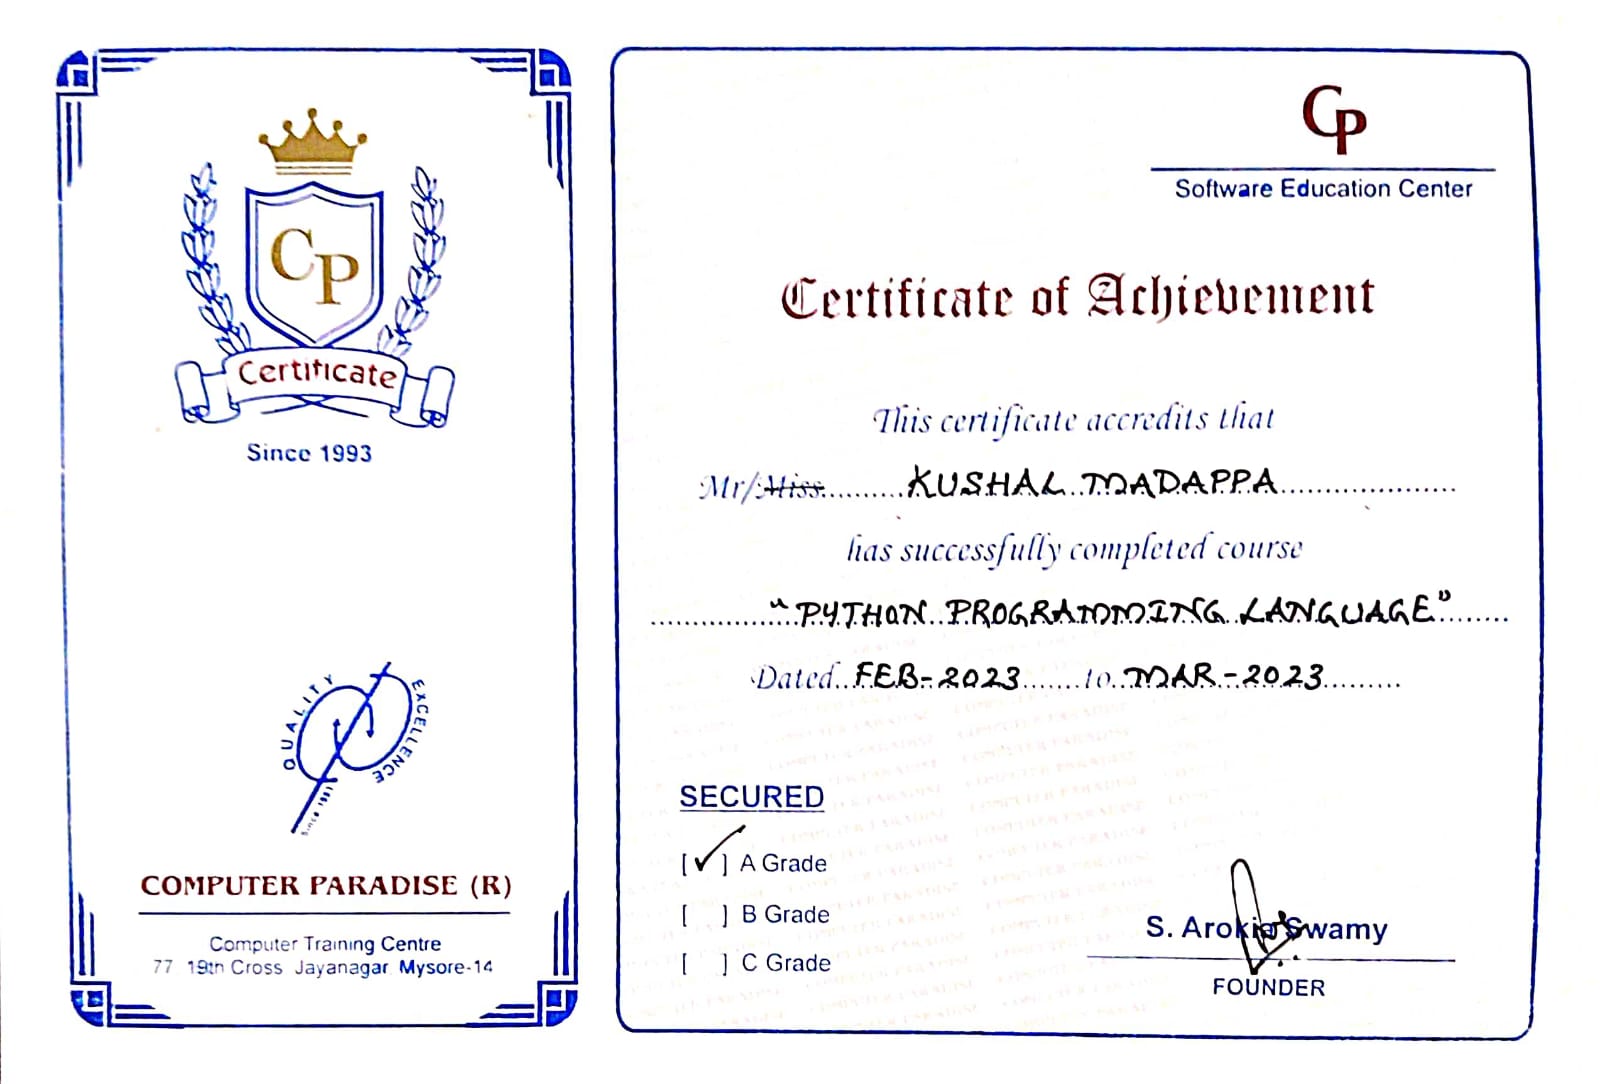 CP
Certificate
Since 1993
QUALITY
EXCELLENCE
COMPUTER PARADISE (R)
Computer Training Centre
77 19th Cross Jayanagar Mysore-14
CP
Software Education Center
Certificate of Achievement
This certificate accredits that
Mr/Miss KUSHAL MADAPPA
has successfully completed course
"PYTHON PROGRAMMING LANGUAGE"
Dated FEB-2023 to MAR-2023
SECURED
[✓] A Grade
[ ] B Grade
[ ] C Grade
S. Arokia Swamy
FOUNDER